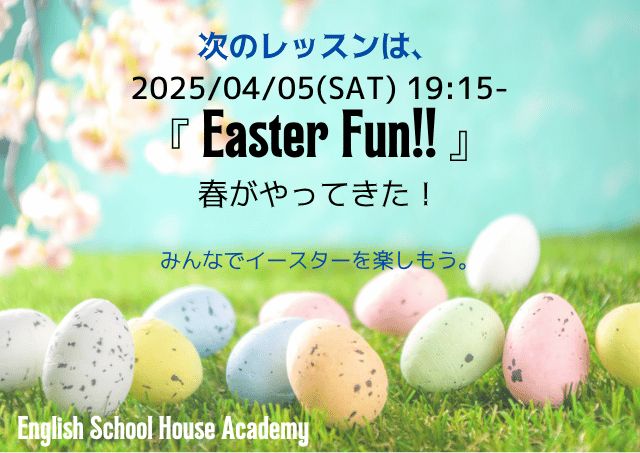 次のレッスンは、
2025/04/05(SAT) 19:15-
『 Easter Fun!! 』
春がやってきた！
みんなでイースターを楽しもう。
English School House Academy